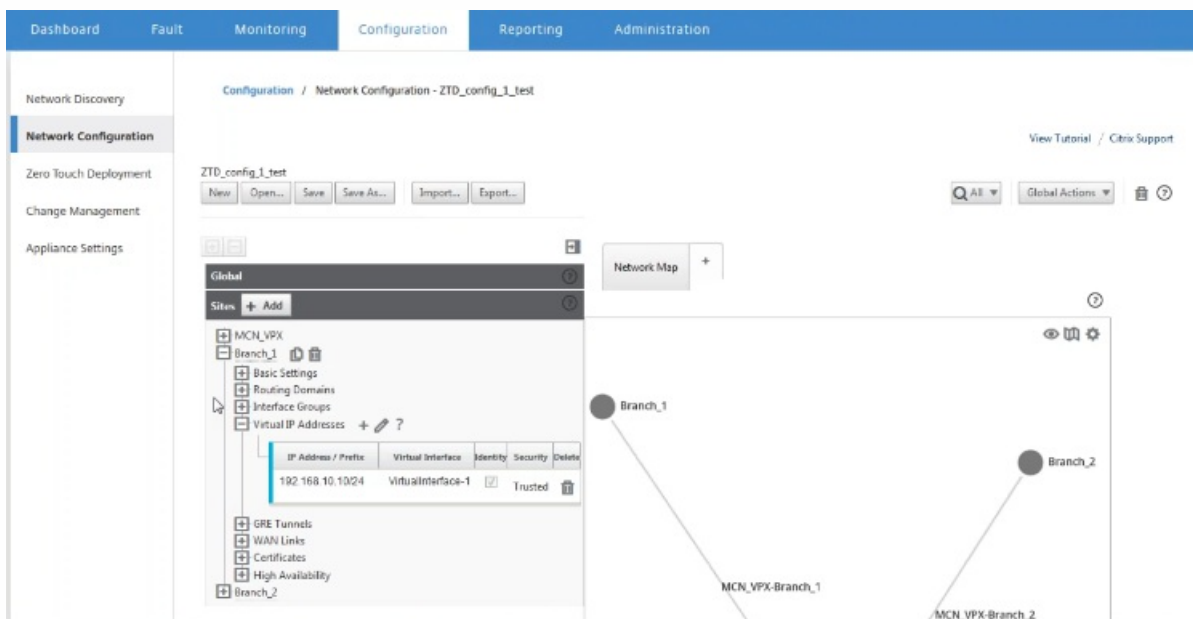 Dashboard Fault Monitoring Configuration Reporting Administration
Network Discovery
Network Configuration
Zero Touch Deployment
Change Management
Appliance Settings
Configuration / Network Configuration - ZTD_config_1_test
View Tutorial / Citrix Support
ZTD_config_1_test
New Open... Save Save As... Import... Export...
All Global Actions
Global
Sites + Add
MCN_VPX
Branch_1
Basic Settings
Routing Domains
Interface Groups
Virtual IP Addresses + ?
IP Address / Prefix Virtual Interface Identity Security Delete
192.168.10.10/24 VirtualInterface-1 Trusted
GRE Tunnels
WAN Links
Certificates
High Availability
Branch_2
Network Map +
Branch_1
Branch_2
MCN_VPX-Branch_1
MCN_VPX-Branch_2